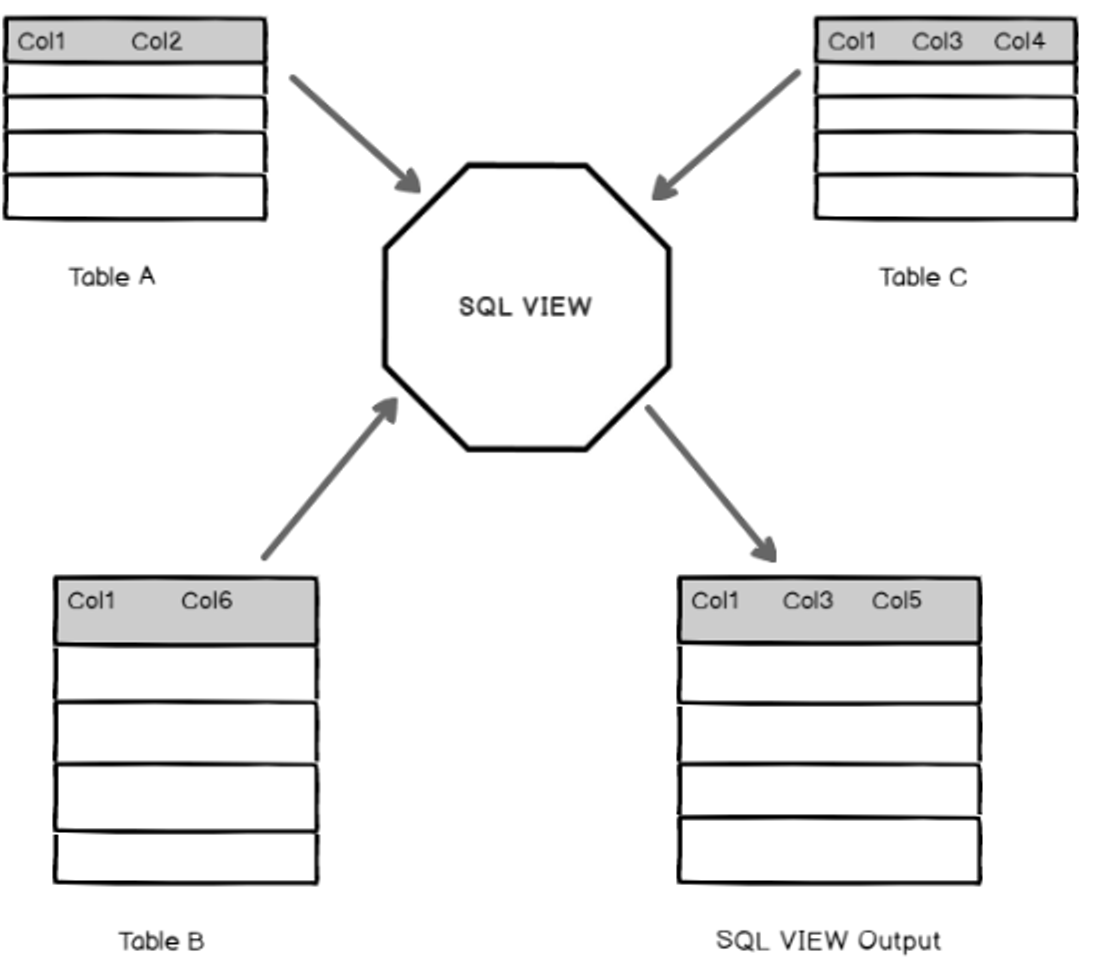 Col1 Col2
Col1 Col3 Col4
Table A
Table C
SQL VIEW
Col1 Col6
Col1 Col3 Col5
Table B
SQL VIEW Output